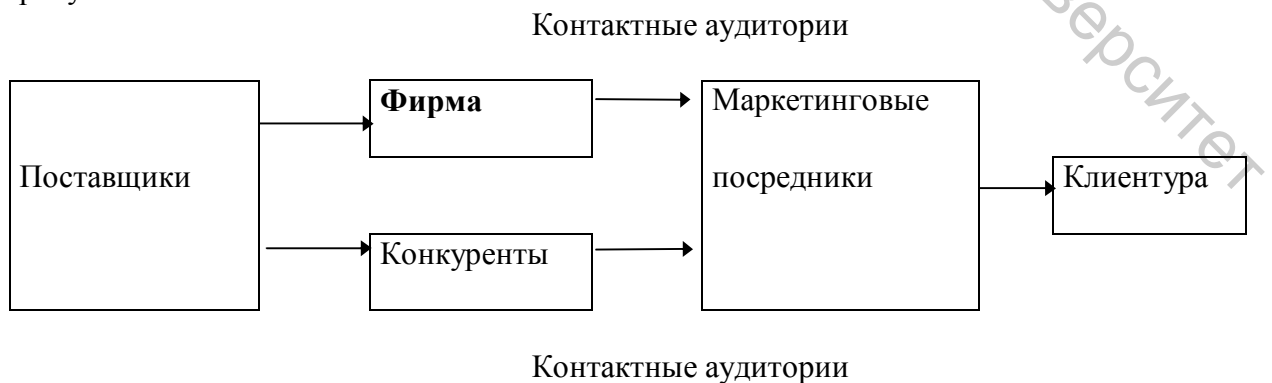 Контактные аудитории
Фирма
Маркетинговые
Поставщики
посредники
Клиентура
Конкуренты
Контактные аудитории